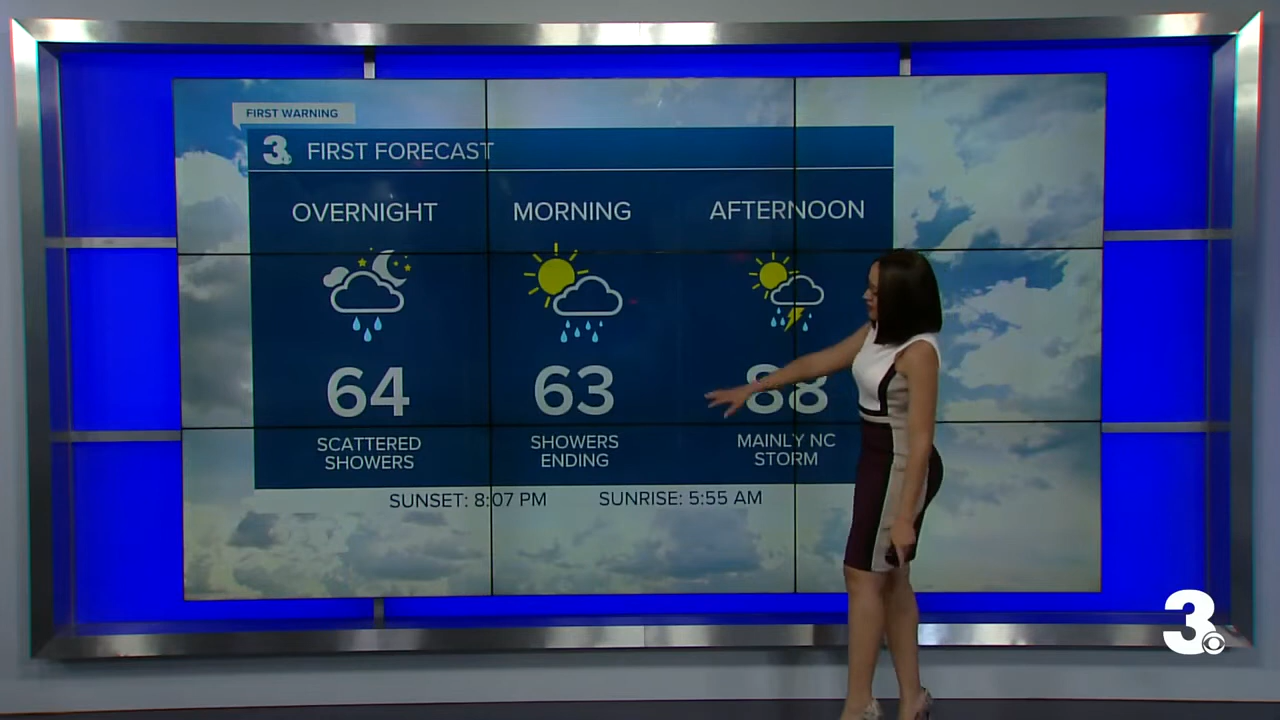 FIRST WARNING
3 FIRST FORECAST
OVERNIGHT MORNING AFTERNOON
64 63 88
SCATTERED SHOWERS
SHOWERS ENDING
MAINLY NC STORM
SUNSET: 8:07 PM SUNRISE: 5:55 AM
3